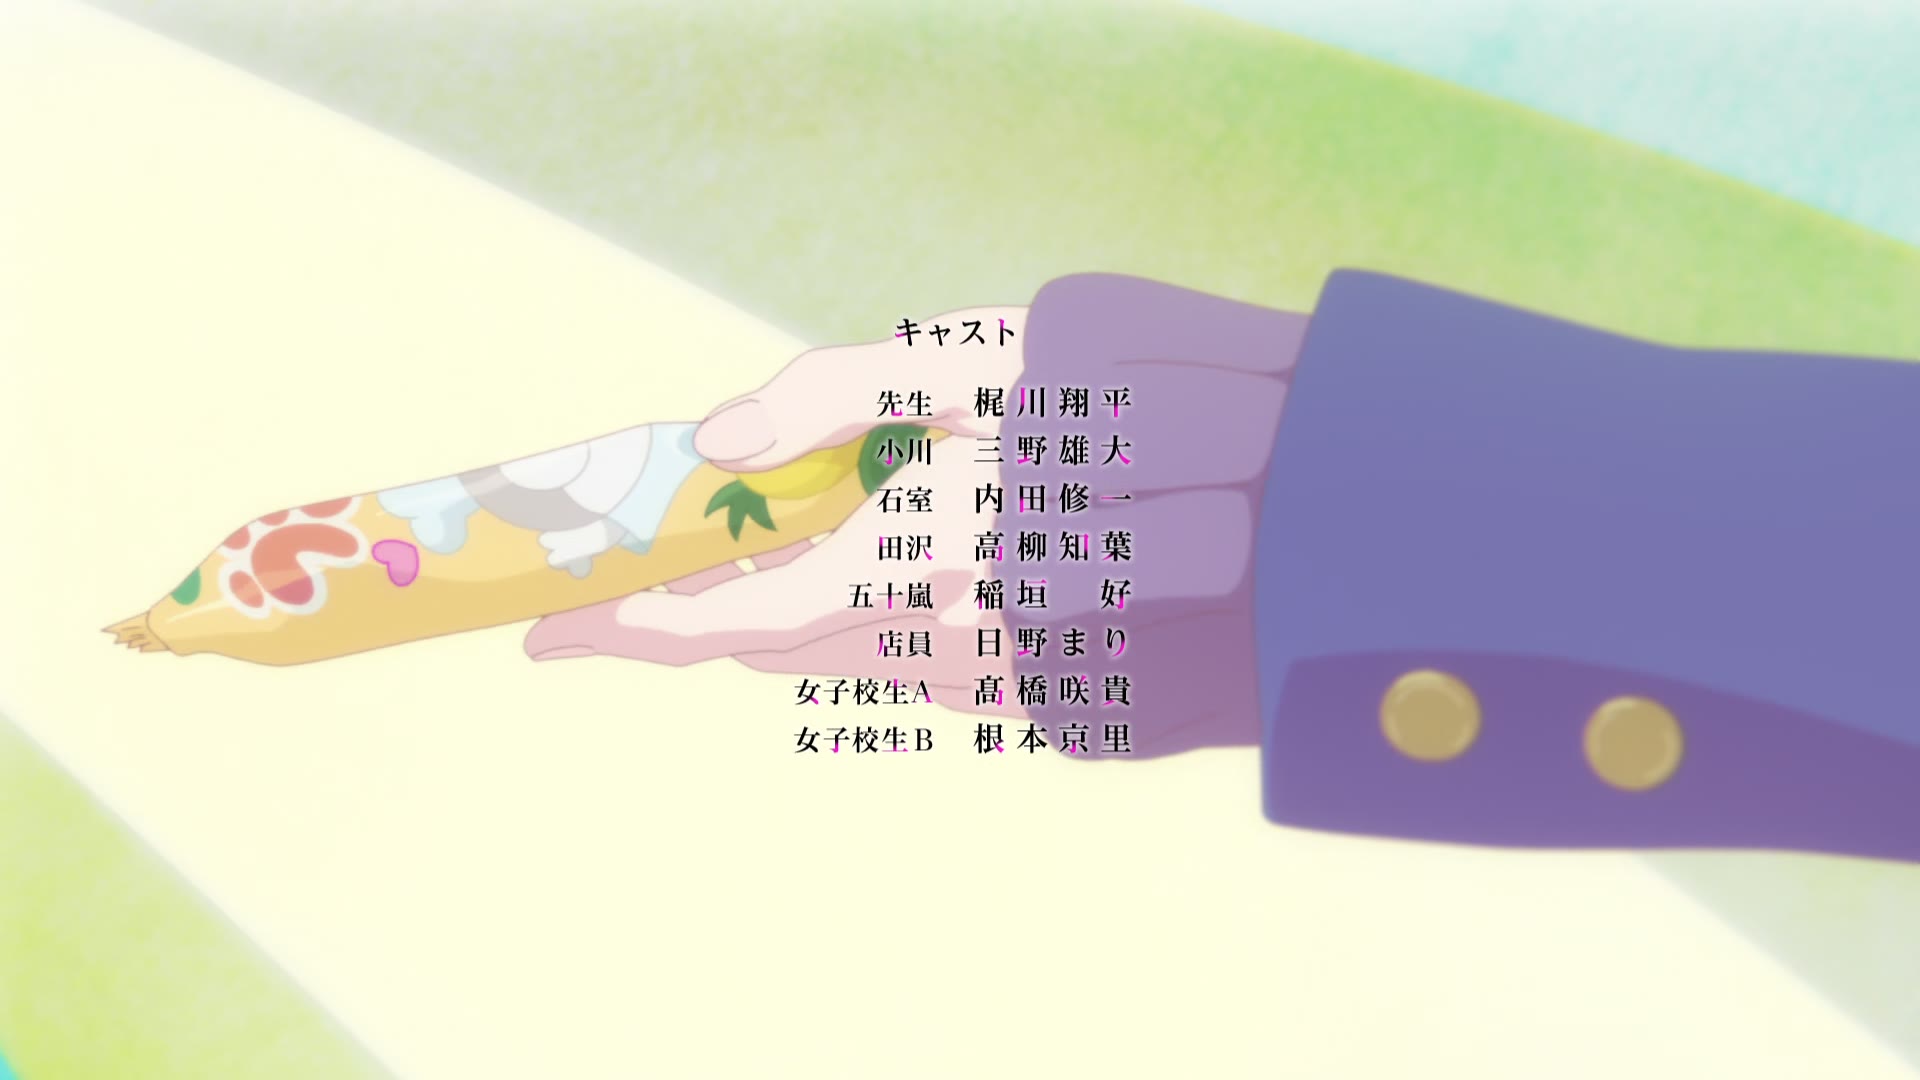 キャスト
先生 梶川翔平
小川 三野雄大
石室 内田修一
田沢 高柳知葉
五十嵐 稲垣 好
店員 日野まり
女子校生A 髙橋咲貴
女子校生B 根本京里